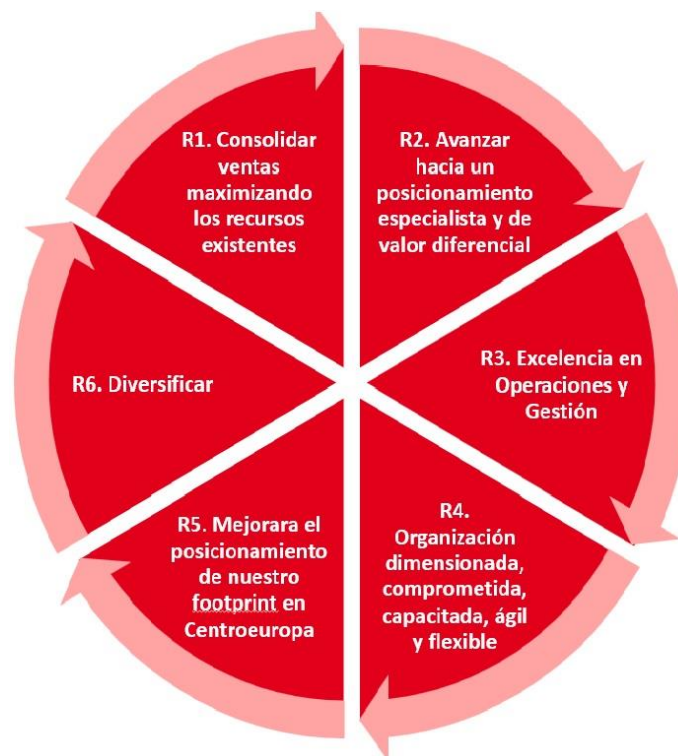 R1. Consolidar
ventas
maximizando
los recursos
existentes
R2. Avanzar
hacia un
posicionamiento
especialista y de
valor diferencial
R3. Excelencia en
Operaciones y
Gestión
R4.
Organización
dimensionada,
comprometida,
capacitada, ágil
y flexible
R5. Mejorara el
posicionamiento
de nuestro
footprint en
Centroeuropa
R6. Diversificar